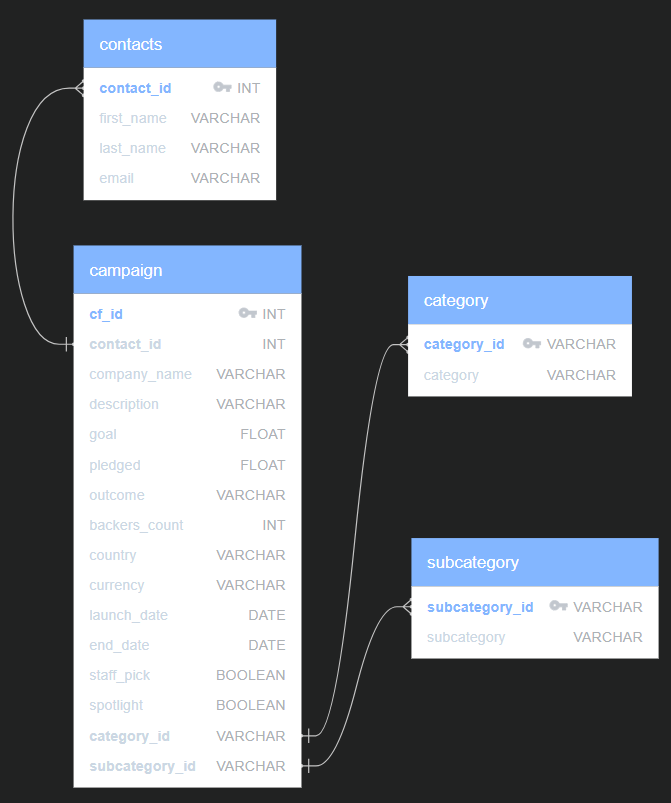 contacts
contact_id INT
first_name VARCHAR
last_name VARCHAR
email VARCHAR
campaign
cf_id INT
contact_id INT
company_name VARCHAR
description VARCHAR
goal FLOAT
pledged FLOAT
outcome VARCHAR
backers_count INT
country VARCHAR
currency VARCHAR
launch_date DATE
end_date DATE
staff_pick BOOLEAN
spotlight BOOLEAN
category_id VARCHAR
subcategory_id VARCHAR
category
category_id VARCHAR
category VARCHAR
subcategory
subcategory_id VARCHAR
subcategory VARCHAR